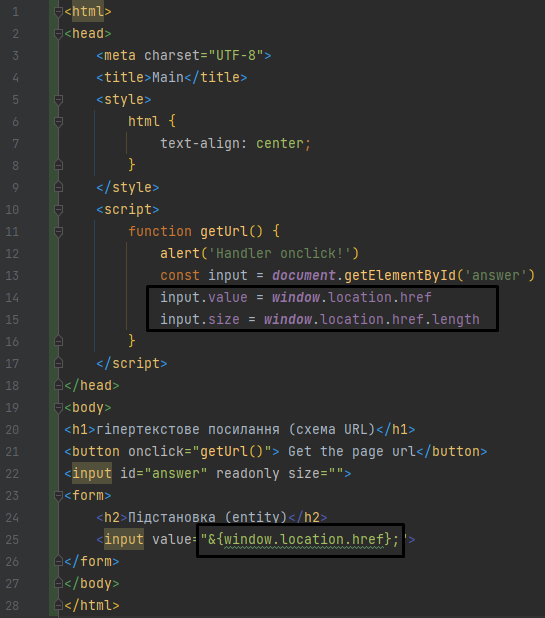 1 <html>
2 <head>
3 <meta charset="UTF-8">
4 <title>Main</title>
5 <style>
6 html {
7 text-align: center;
8 }
9 </style>
10 <script>
11 function getUrl() {
12 alert('Handler onclick!')
13 const input = document.getElementById('answer')
14 input.value = window.location.href
15 input.size = window.location.href.length
16 }
17 </script>
18 </head>
19 <body>
20 <h1>гіпертекстове посилання (схема URL)</h1>
21 <button onclick="getUrl()"> Get the page url</button>
22 <input id="answer" readonly size="">
23 <form>
24 <h2>Підстановка (entity)</h2>
25 <input value="&{window.location.href};">
26 </form>
27 </body>
28 </html>